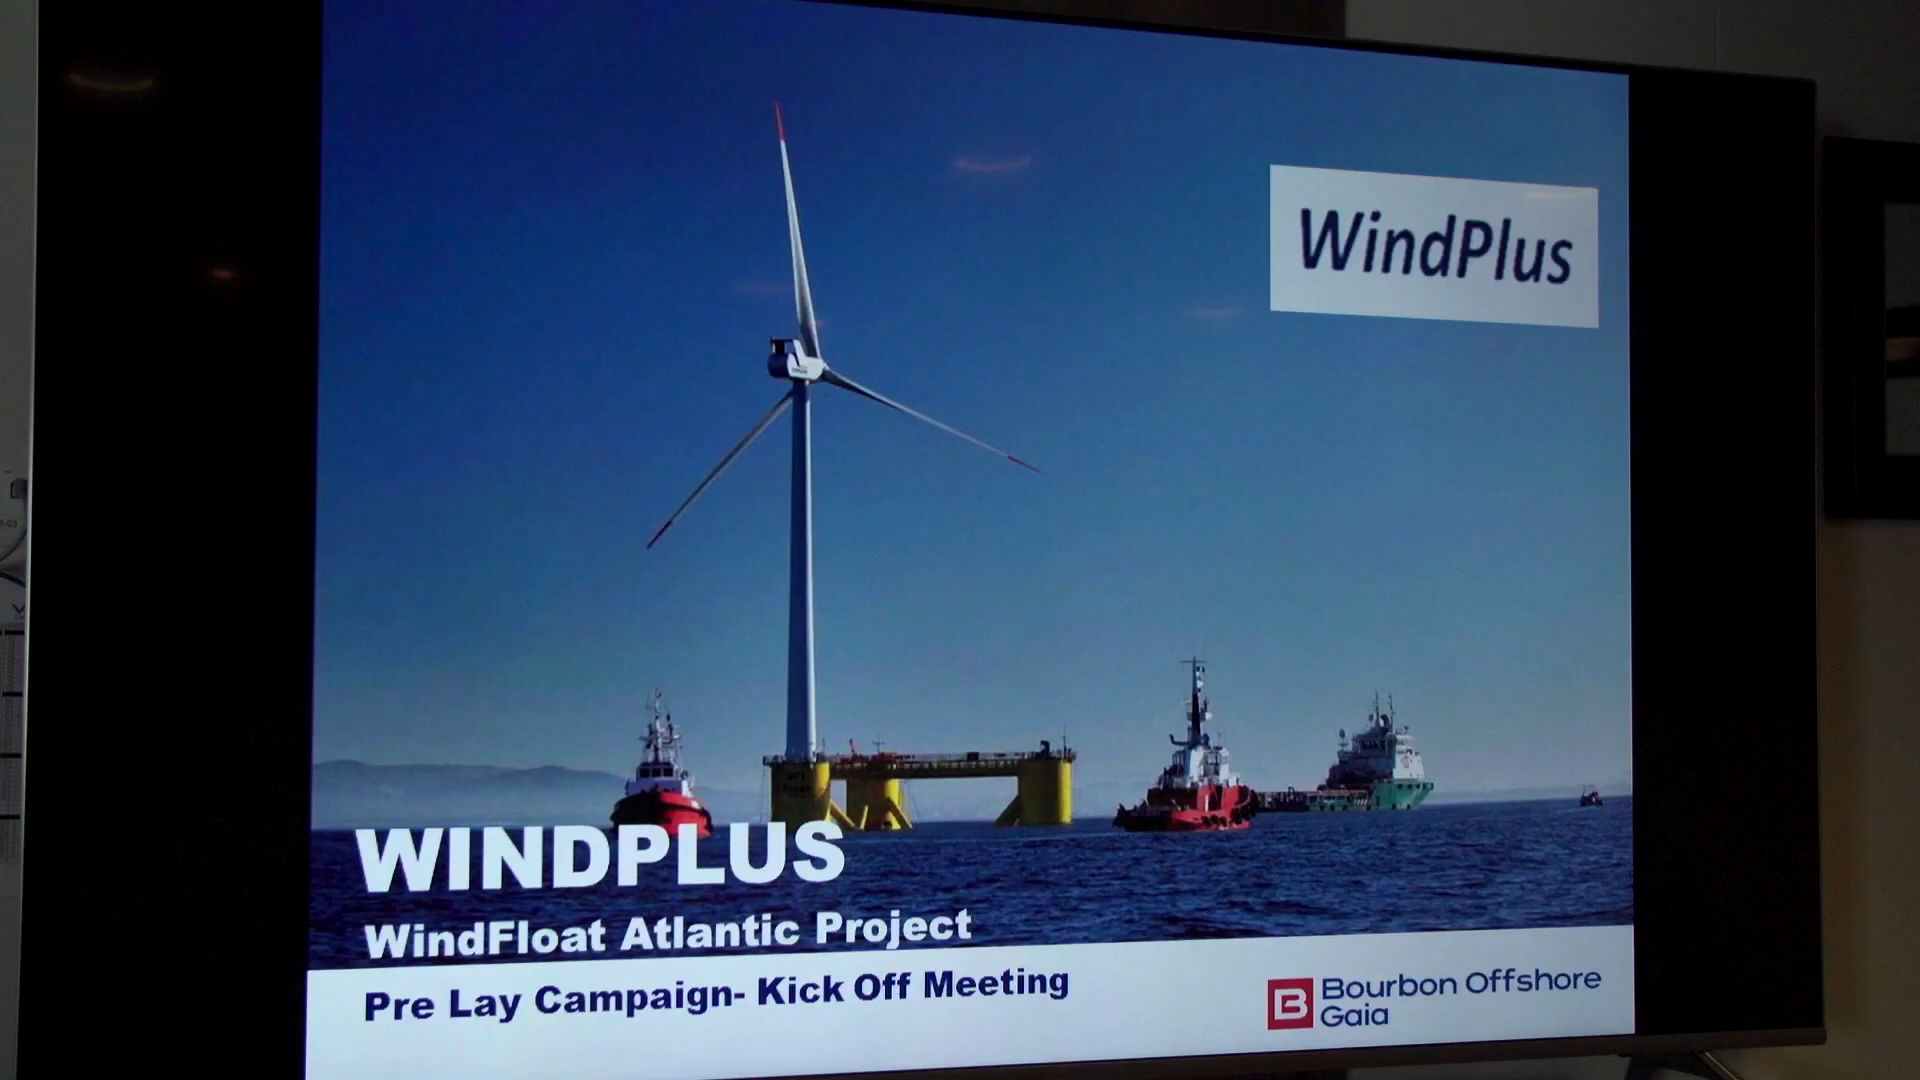 WindPlus
WINDPLUS
WindFloat Atlantic Project
Pre Lay Campaign- Kick Off Meeting
B
Bourbon Offshore
Gaia